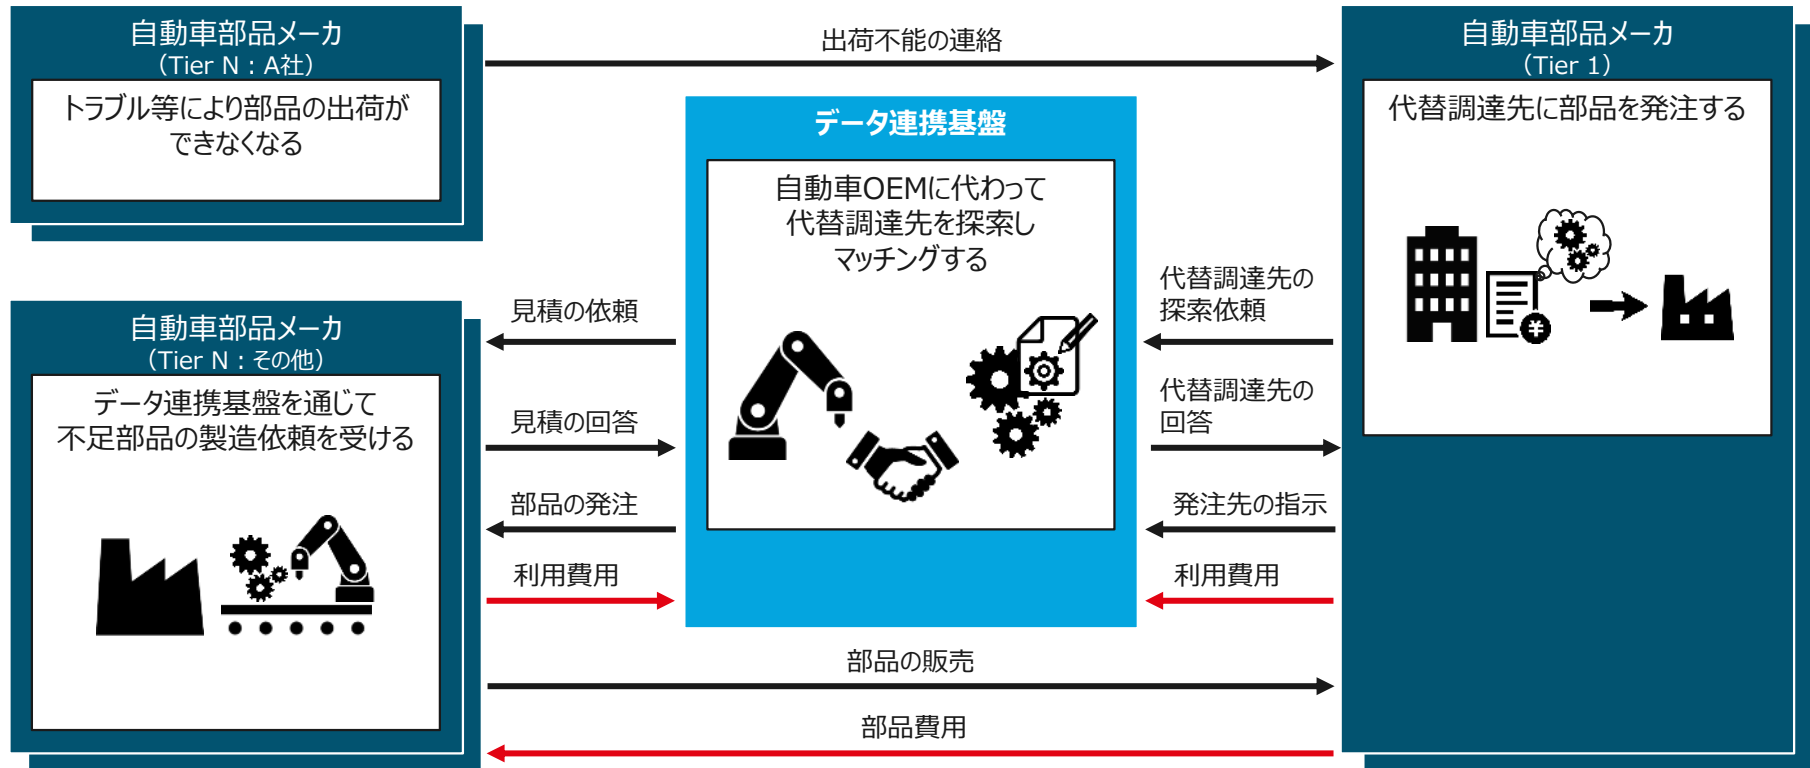 自動車部品メーカ
（Tier N：A社）
トラブル等により部品の出荷が
できなくなる
出荷不能の連絡
自動車部品メーカ
（Tier 1）
代替調達先に部品を発注する
¥
データ連携基盤
自動車OEMに代わって
代替調達先を探索し
マッチングする
自動車部品メーカ
（Tier N：その他）
データ連携基盤を通じて
不足部品の製造依頼を受ける
見積の依頼
見積の回答
部品の発注
利用費用
代替調達先の
探索依頼
代替調達先の
回答
発注先の指示
利用費用
部品の販売
部品費用